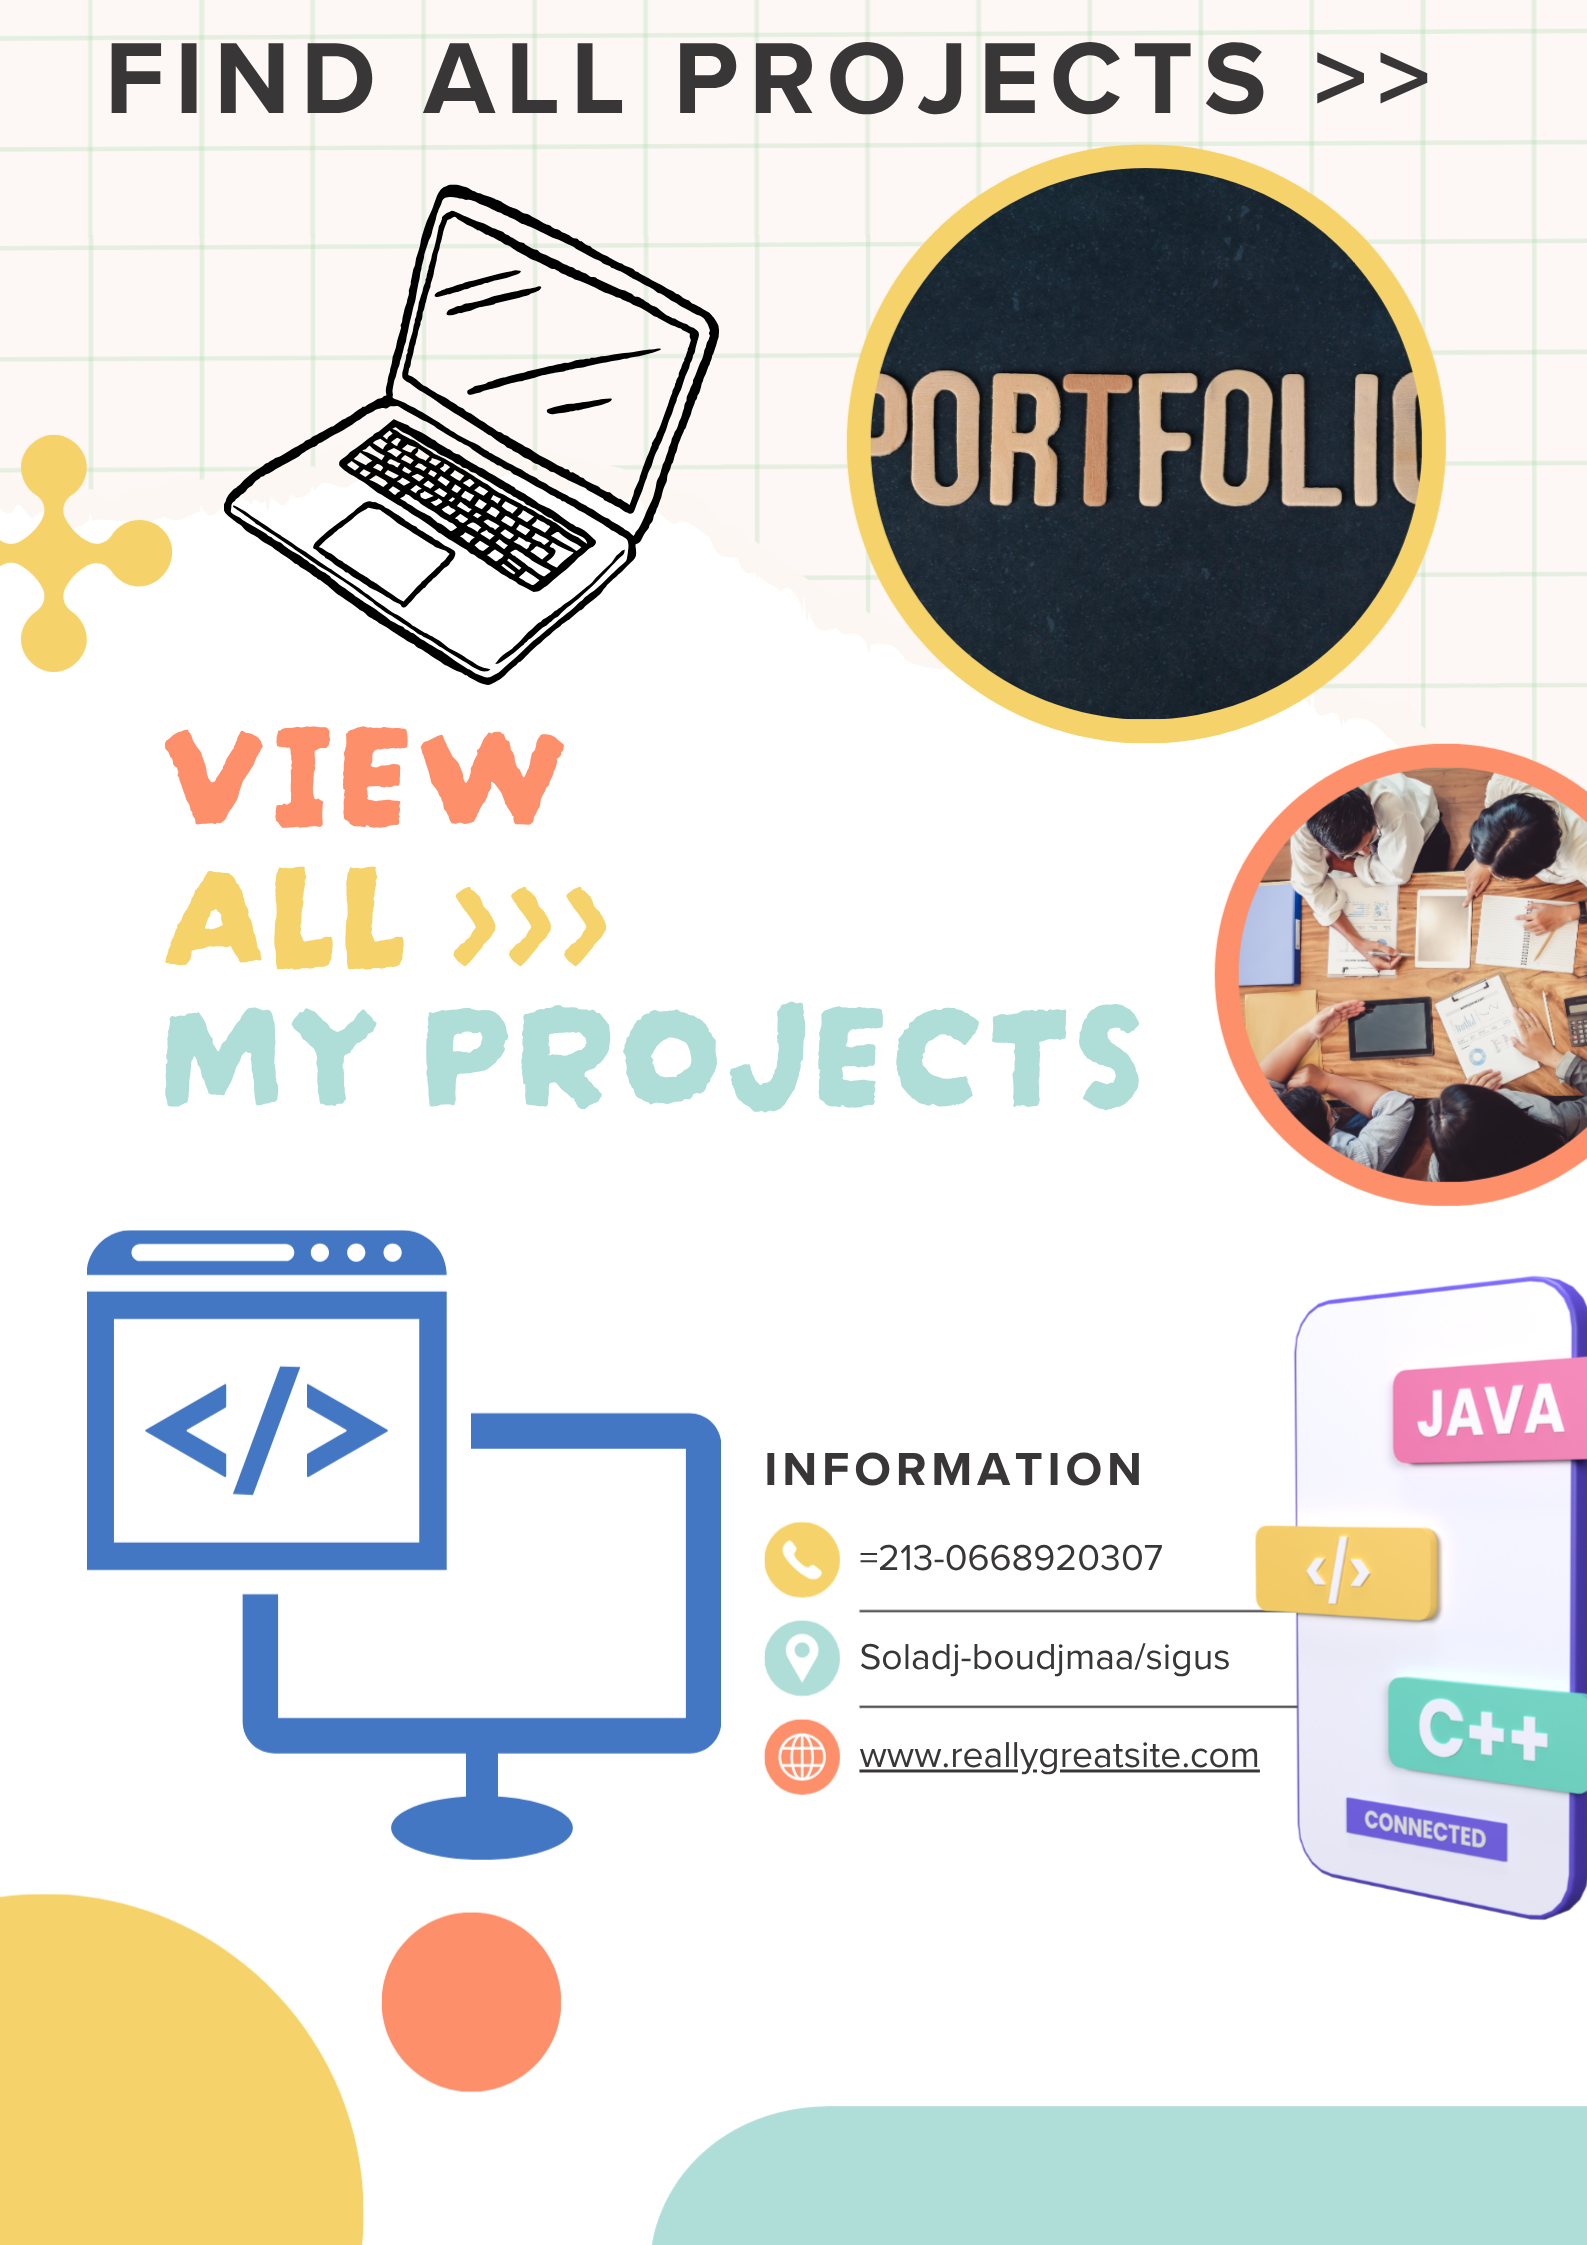 FIND ALL PROJECTS >>
PORTFOLIO
VIEW
ALL >>>
MY PROJECTS
</>
JAVA
INFORMATION
=213-0668920307
</>
Soladj-boudjmaa/sigus
C++
www.reallygreatsite.com
CONNECTED